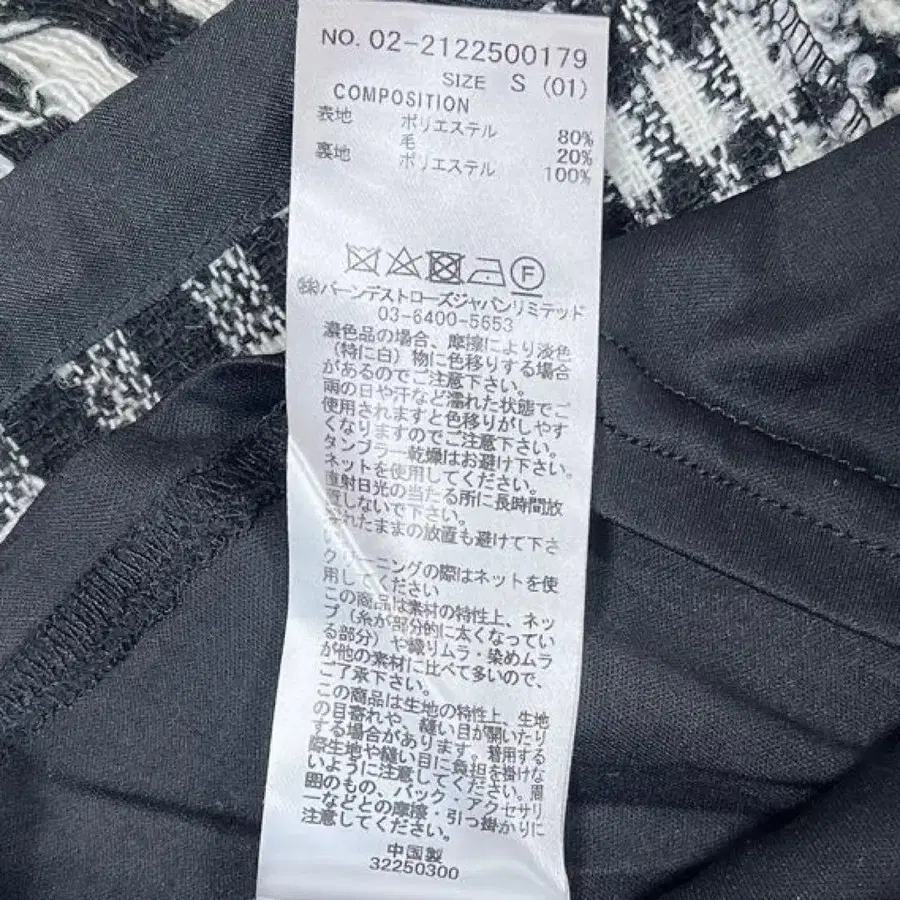 NO. 02-2122500179
SIZE S (01)
COMPOSITION
表地 ポリエステル 80%
毛 20%
裏地 ポリエステル 100%
F
㈱バーンデストローズジャパンリミテッド
03-6400-5653
濃色品の場合、摩擦により淡色
(特に白)物に色移りする場合
があるのでご注意下さい。
雨の日や汗など濡れた状態でご
使用されますと色移りがしやす
くなりますのでご注意下さい。
タンブラー乾燥はお避け下さい。
ネットを使用してください。
直射日光の当たる所に長時間放
置しないで下さい。
濡れたままの放置も避けて下さ
クリーニングの際はネットを使
用してください
この商品は素材の特性上、ネッ
プ(糸が部分的に太くなってい
る部分)や織りムラ・染めムラ
が他の素材に比べて多いので、
ご了承下さい。
この商品は生地の特性上、生地
の目寄れや、縫い目が開いたり
する場合があります。着用する
際生地や縫い目に負担を掛けな
いように注意してください。周
囲のもの、バック・アクセサリ
ーなどとの摩擦・引っ掛かりに
注意してください。
中国製
32250300